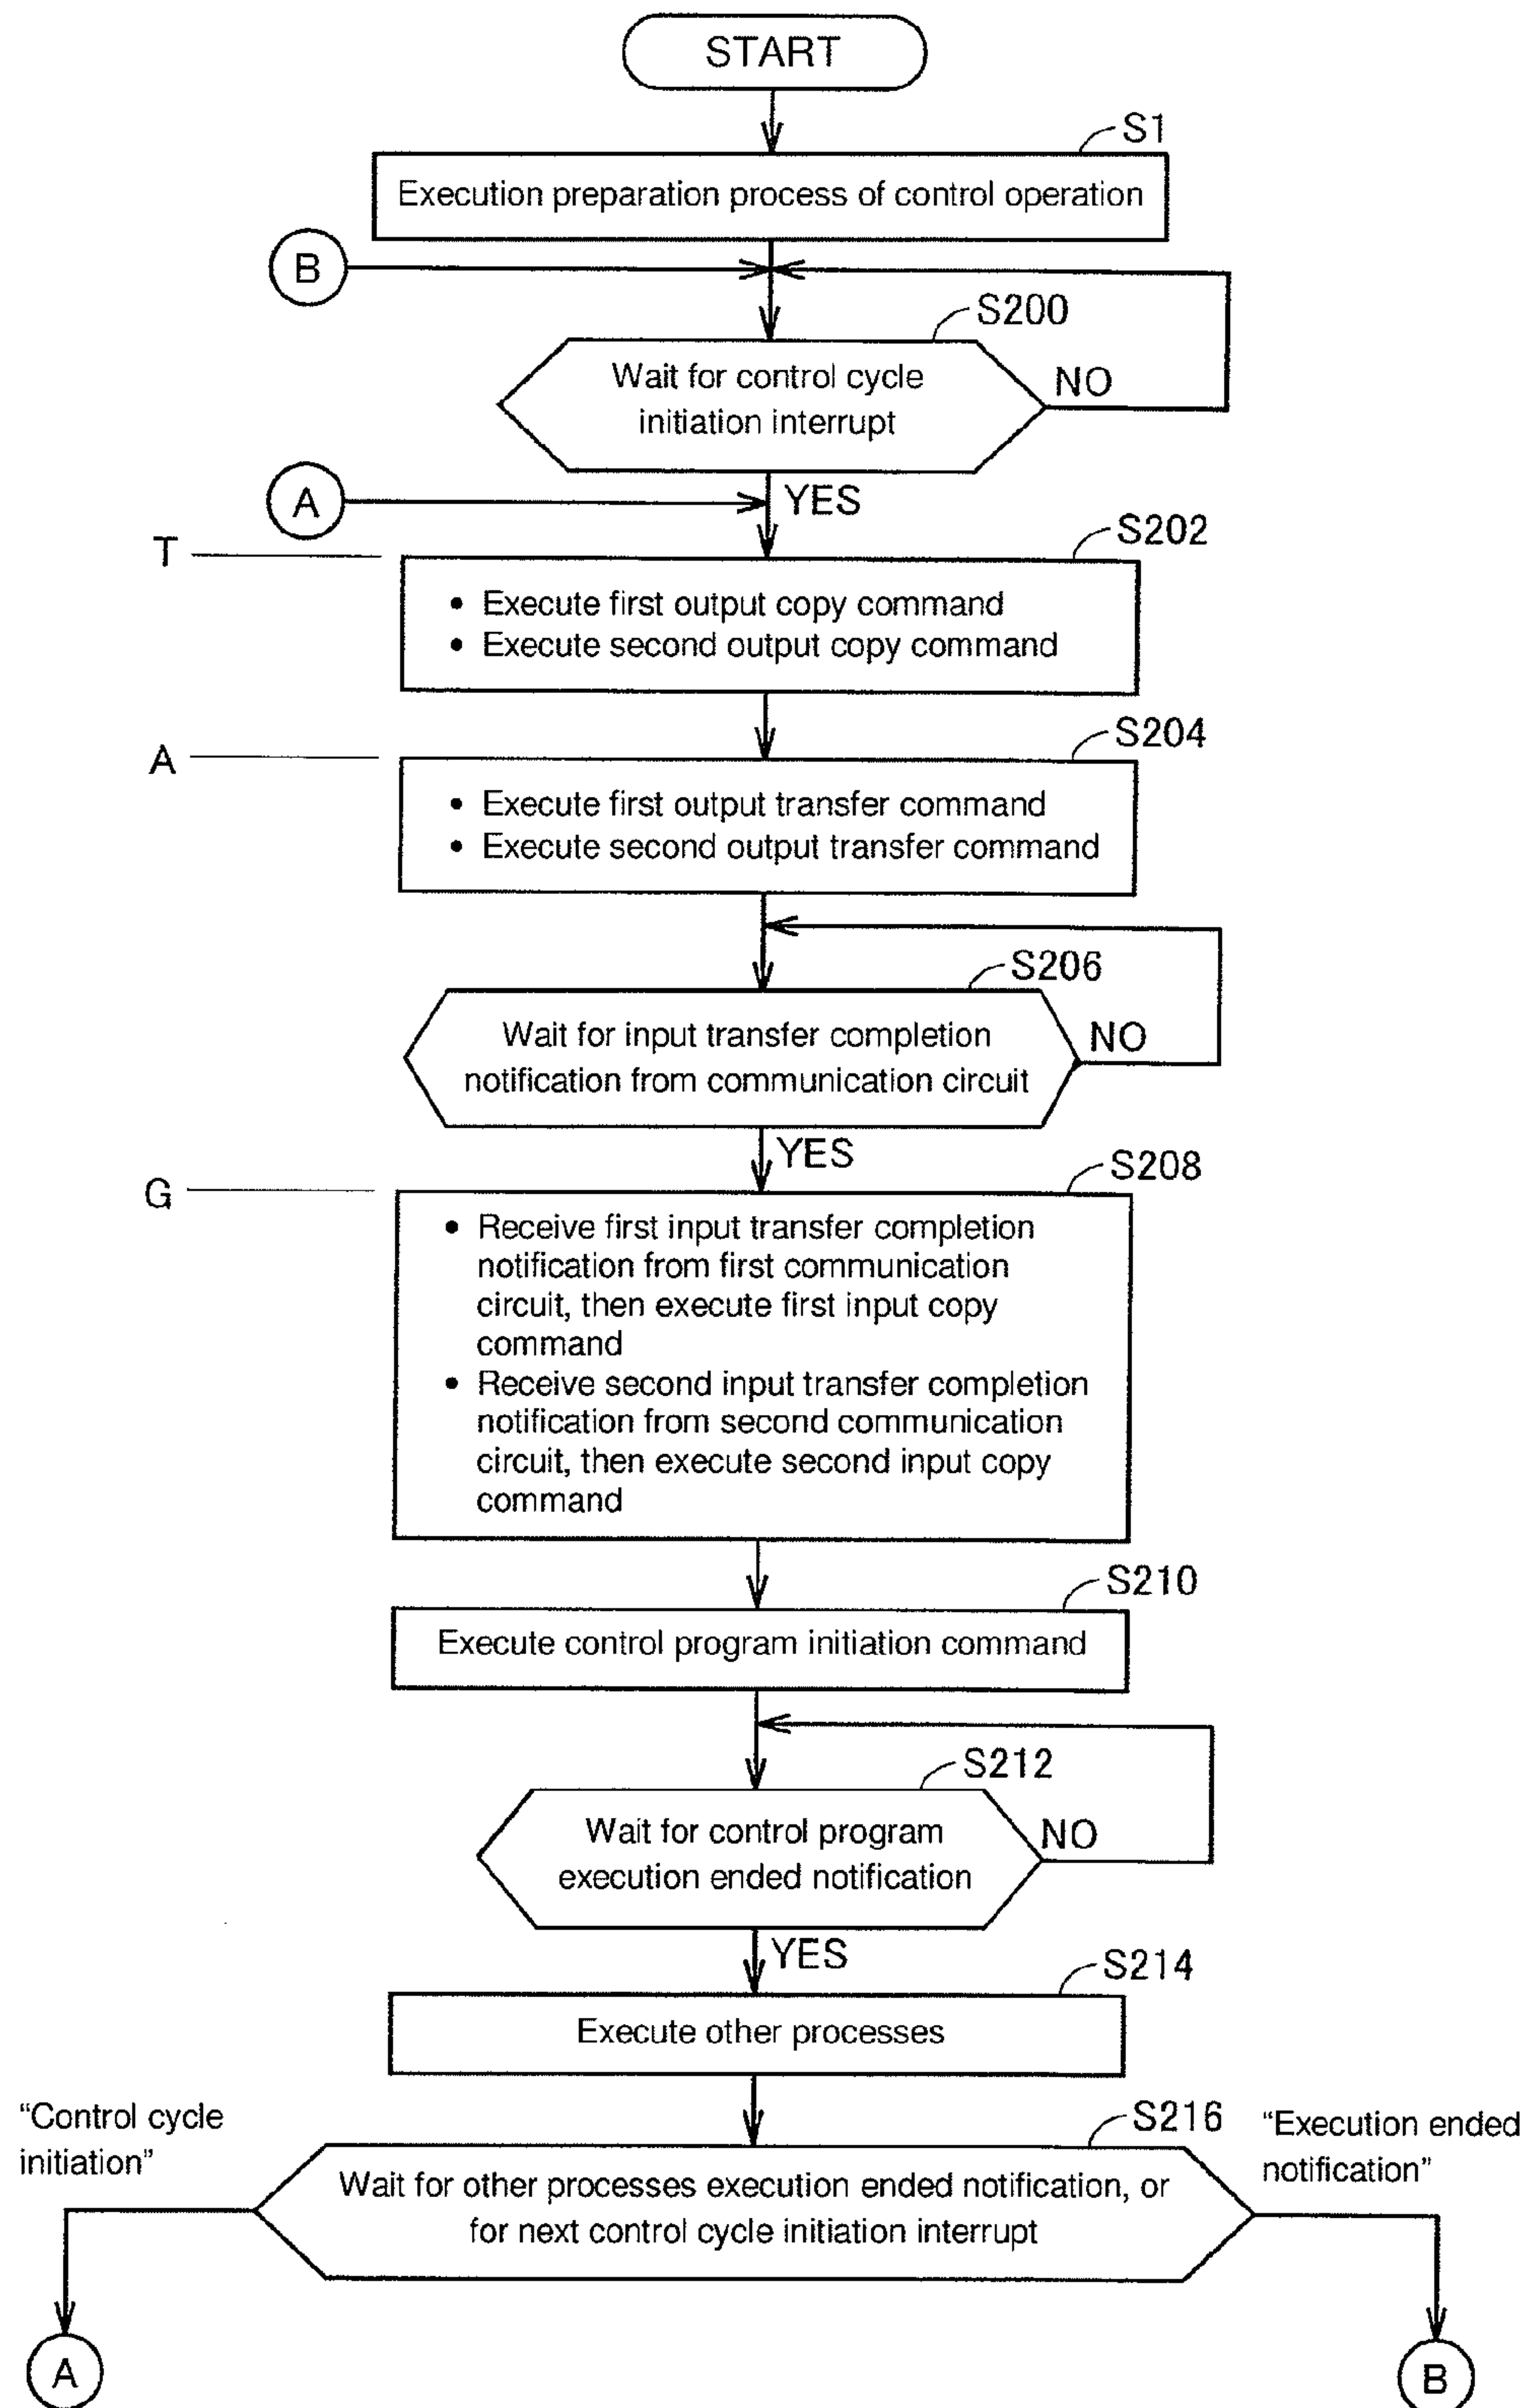 START
S1
Execution preparation process of control operation
B
S200
Wait for control cycle
initiation interrupt
NO
A
YES
T
S202
• Execute first output copy command
• Execute second output copy command
A
S204
• Execute first output transfer command
• Execute second output transfer command
S206
Wait for input transfer completion
notification from communication circuit
NO
YES
G
S208
• Receive first input transfer completion
notification from first communication
circuit, then execute first input copy
command
• Receive second input transfer completion
notification from second communication
circuit, then execute second input copy
command
S210
Execute control program initiation command
S212
Wait for control program
execution ended notification
NO
YES
S214
Execute other processes
“Control cycle
initiation”
S216
“Execution ended
notification”
Wait for other processes execution ended notification, or
for next control cycle initiation interrupt
A
B